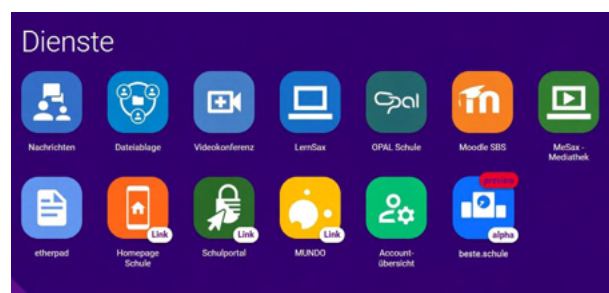 Dienste
Opal
Nachrichten
Dateiablage
Videokonferenz
LernSax
OPAL Schule
Moodle SBS
MeSax -
Mediathek
preview
Link
Link
Link
alpha
etherpad
Homepage
Schule
Schulportal
MUNDO
Account-
übersicht
beste.schule